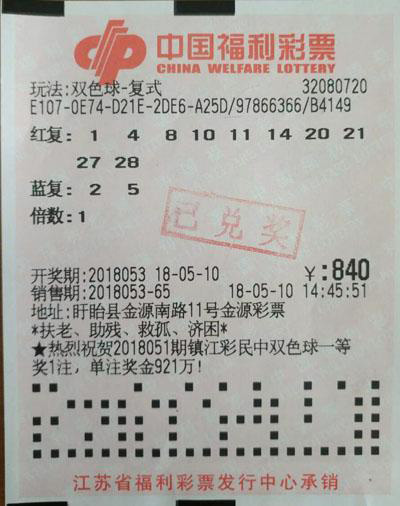 中国福利彩票
CHINA WELFARE LOTTERY
玩法:双色球-复式 32080720
E107-0E74-D21E-2DE6-A25D/97866366/B4149
红复: 1 4 8 10 11 14 20 21
27 28
蓝复: 2 5
倍数:1
已兑奖
开奖期:2018053 18-05-10 ¥:840
销售期:2018053-65 18-05-10 14:45:51
地址:盱眙县金源南路11号金源彩票
*扶老、助残、救孤、济困*
★热烈祝贺2018051期镇江彩民中双色球一等
奖1注，单注奖金921万!
江苏省福利彩票发行中心承销